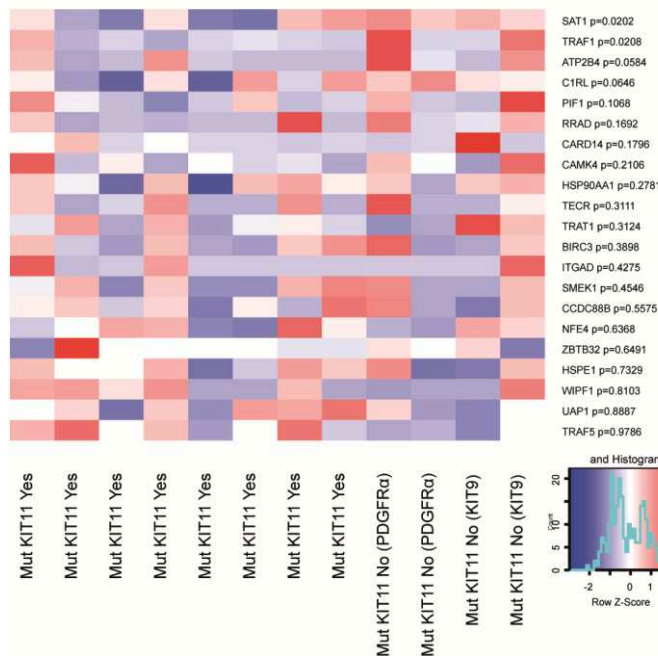 SAT1 p=0.0202
TRAF1 p=0.0208
ATP2B4 p=0.0584
C1RL p=0.0646
PIF1 p=0.1068
RRAD p=0.1692
CARD14 p=0.1796
CAMK4 p=0.2106
HSP90AA1 p=0.2781
TECR p=0.3111
TRAT1 p=0.3124
BIRC3 p=0.3898
ITGAD p=0.4275
SMEK1 p=0.4546
CCDC88B p=0.5575
NFE4 p=0.6368
ZBTB32 p=0.6491
HSPE1 p=0.7329
WIPF1 p=0.8103
UAP1 p=0.8887
TRAF5 p=0.9786
Mut KIT11 Yes
Mut KIT11 Yes
Mut KIT11 Yes
Mut KIT11 Yes
Mut KIT11 Yes
Mut KIT11 Yes
Mut KIT11 Yes
Mut KIT11 Yes
Mut KIT11 No (PDGFRα)
Mut KIT11 No (PDGFRα)
Mut KIT11 No (KIT9)
Mut KIT11 No (KIT9)
and Histogran
Count
20
15
10
5
0
-2 0 1
Row Z-Score